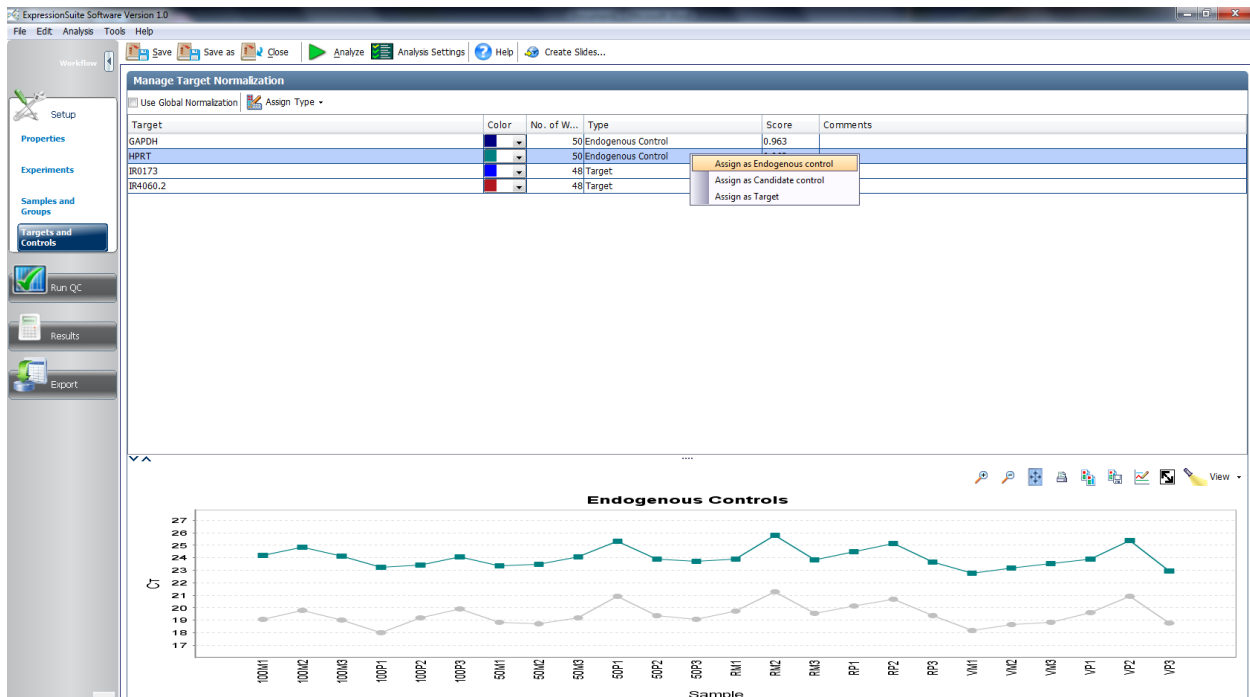 ExpressionSuite Software Version 1.0
File Edit Analysis Tools Help
Workflow
Save Save as Close Analyze Analysis Settings Help Create Slides...
Manage Target Normalization
Use Global Normalization Assign Type
Setup
Properties
Experiments
Samples and
Groups
Targets and
Controls
Run QC
Results
Export
Target Color No. of W... Type Score Comments
GAPDH 50 Endogenous Control 0.963
HPRT 50 Endogenous Control
IR0173 48 Target
IR4060.2 48 Target
Assign as Endogenous control
Assign as Candidate control
Assign as Target
View
Endogenous Controls
27
26
25
24
23
22
21
20
19
18
17
CT
100M1 100M2 100M3 100P1 100P2 100P3 50M1 50M2 50M3 50P1 50P2 50P3 RM1 RM2 RM3 RP1 RP2 RP3 VM1 VM2 VM3 VP1 VP2 VP3
Sample